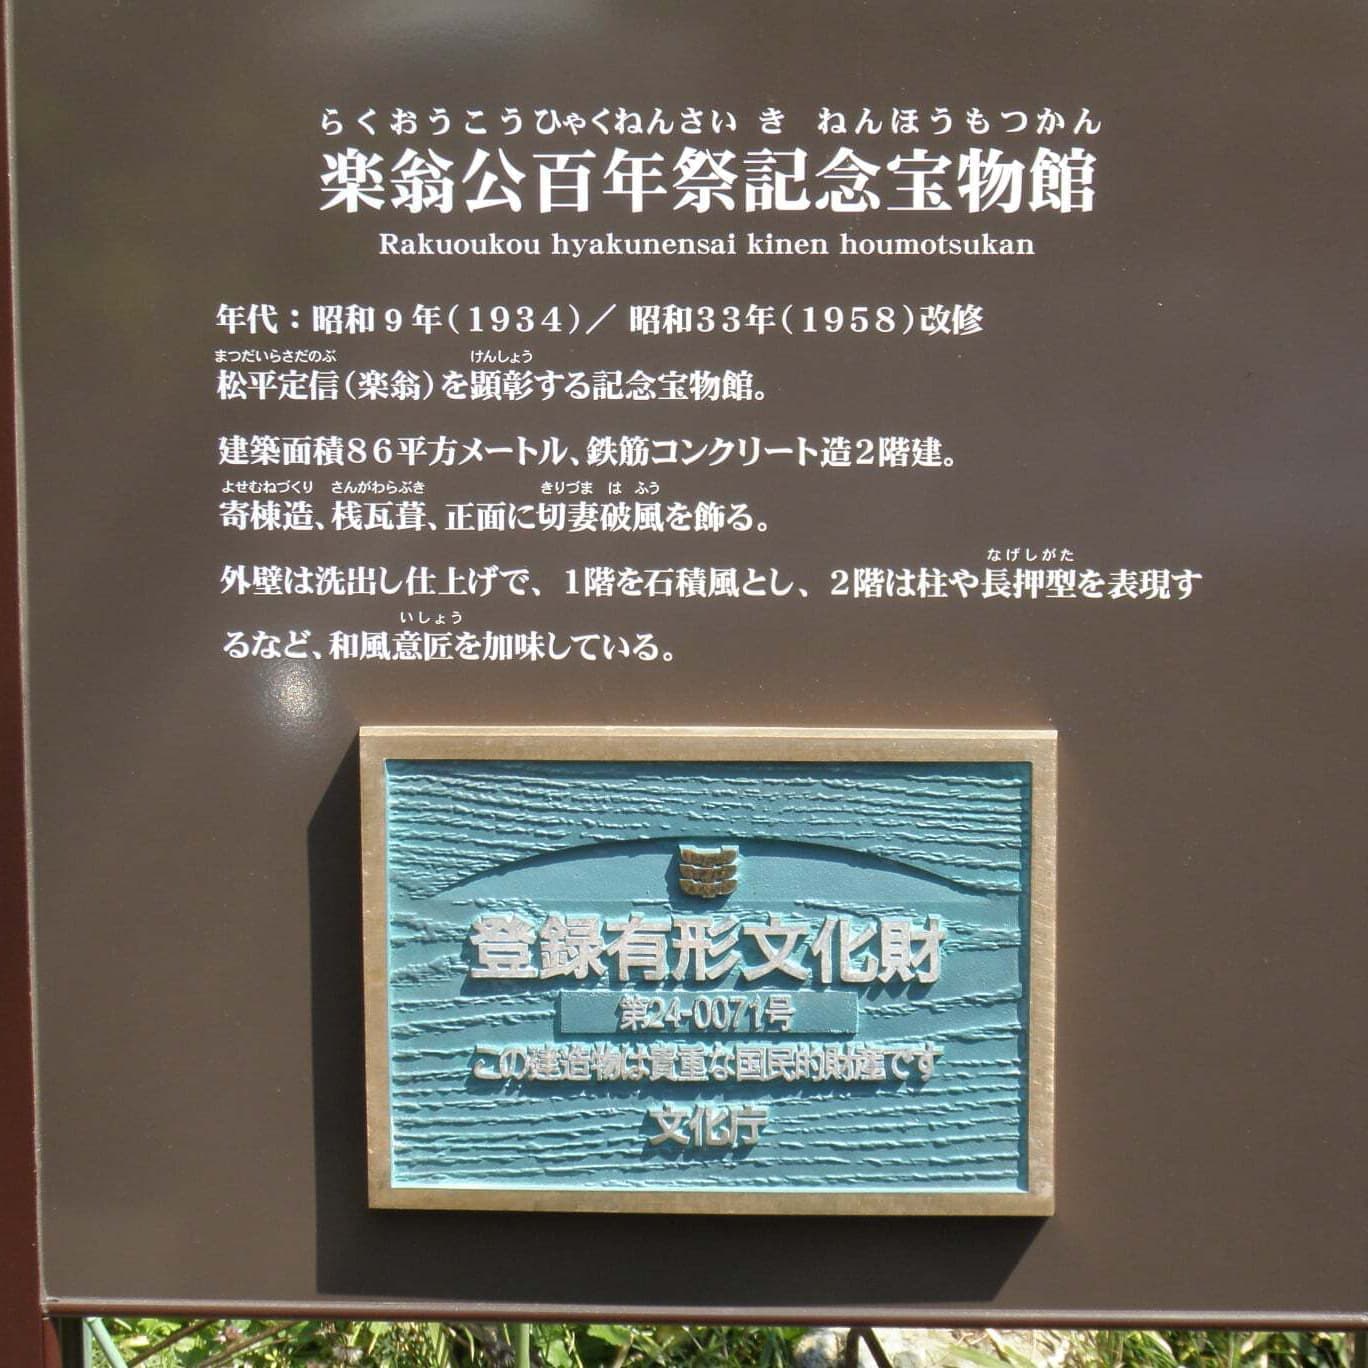 らくおうこうひゃくねんさい き ねんほうもつかん
楽翁公百年祭記念宝物館
Rakuoukou hyakunensai kinen houmotsukan
年代：昭和９年（１９３４）／ 昭和３３年（１９５８）改修
まつだいらさだのぶ けんしょう
松平定信（楽翁）を顕彰する記念宝物館。
建築面積８６平方メートル、鉄筋コンクリート造２階建。
よせむねづくり さんがわらぶき きりづま は ふう
寄棟造、桟瓦葺、正面に切妻破風を飾る。
なげしがた
外壁は洗出し仕上げで、１階を石積風とし、２階は柱や長押型を表現す
いしょう
るなど、和風意匠を加味している。
登録有形文化財
第24-0071号
この建造物は貴重な国民的財産です
文化庁